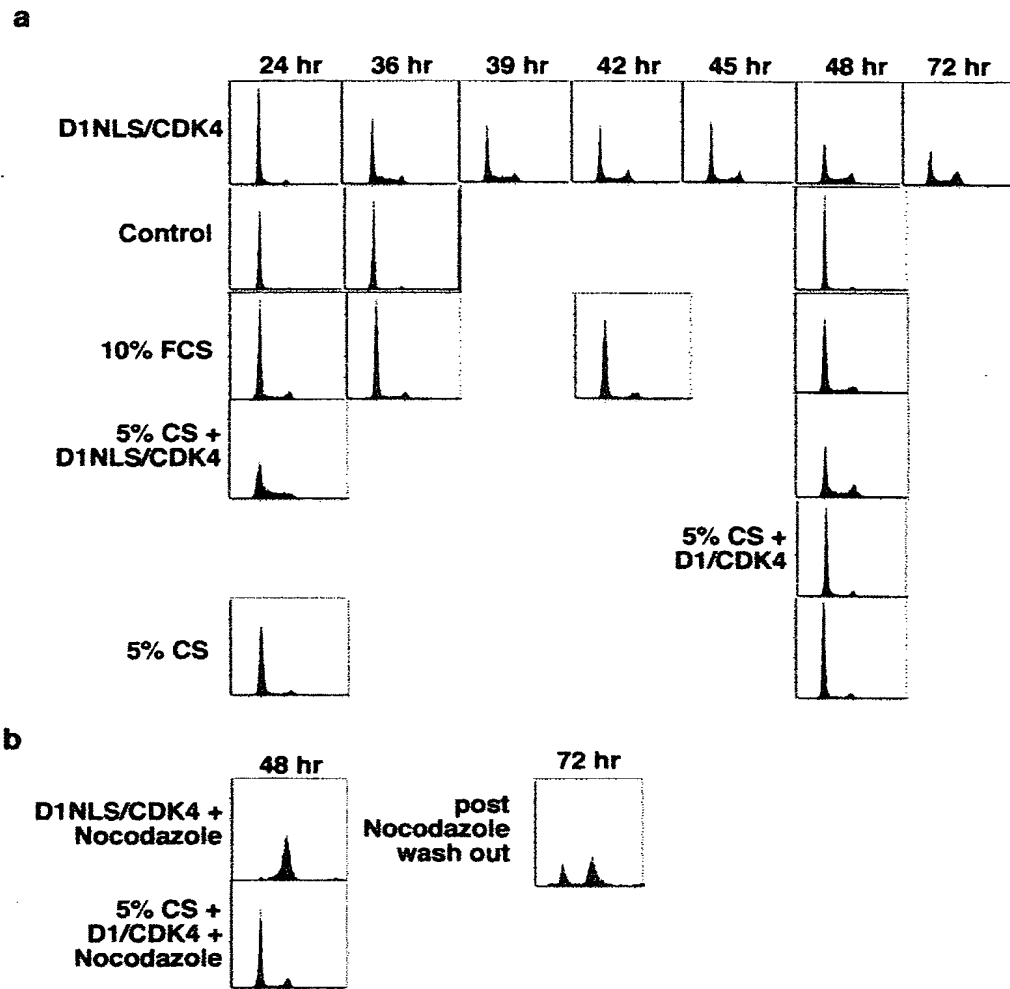 a
24 hr 36 hr 39 hr 42 hr 45 hr 48 hr 72 hr
D1NLS/CDK4
Control
10% FCS
5% CS +
D1NLS/CDK4
5% CS +
D1/CDK4
5% CS
b
48 hr
72 hr
D1NLS/CDK4 +
Nocodazole
post
Nocodazole
wash out
5% CS +
D1/CDK4 +
Nocodazole